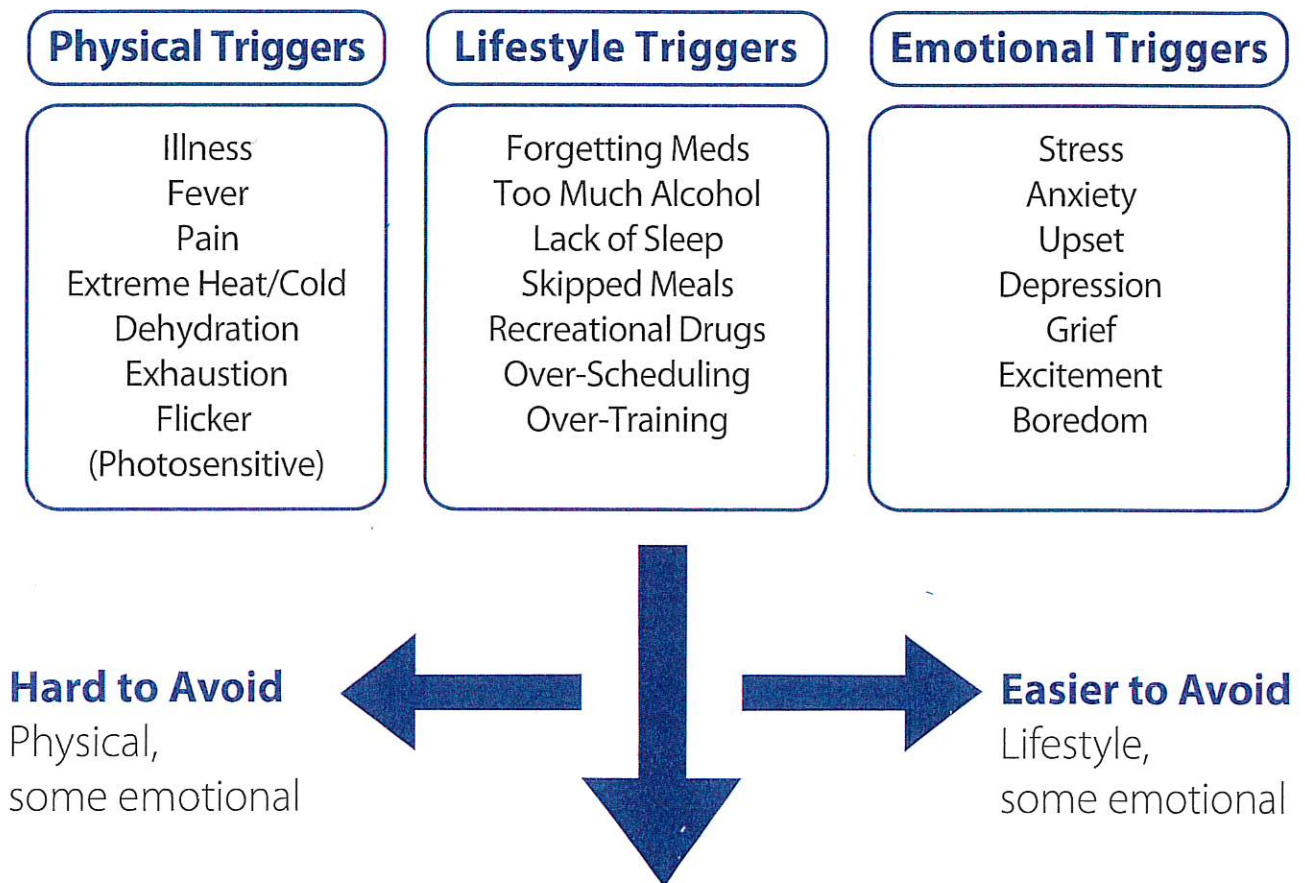 Physical Triggers
Illness
Fever
Pain
Extreme Heat/Cold
Dehydration
Exhaustion
Flicker
(Photosensitive)
Lifestyle Triggers
Forgetting Meds
Too Much Alcohol
Lack of Sleep
Skipped Meals
Recreational Drugs
Over-Scheduling
Over-Training
Emotional Triggers
Stress
Anxiety
Upset
Depression
Grief
Excitement
Boredom
Hard to Avoid
Physical,
some emotional
Easier to Avoid
Lifestyle,
some emotional